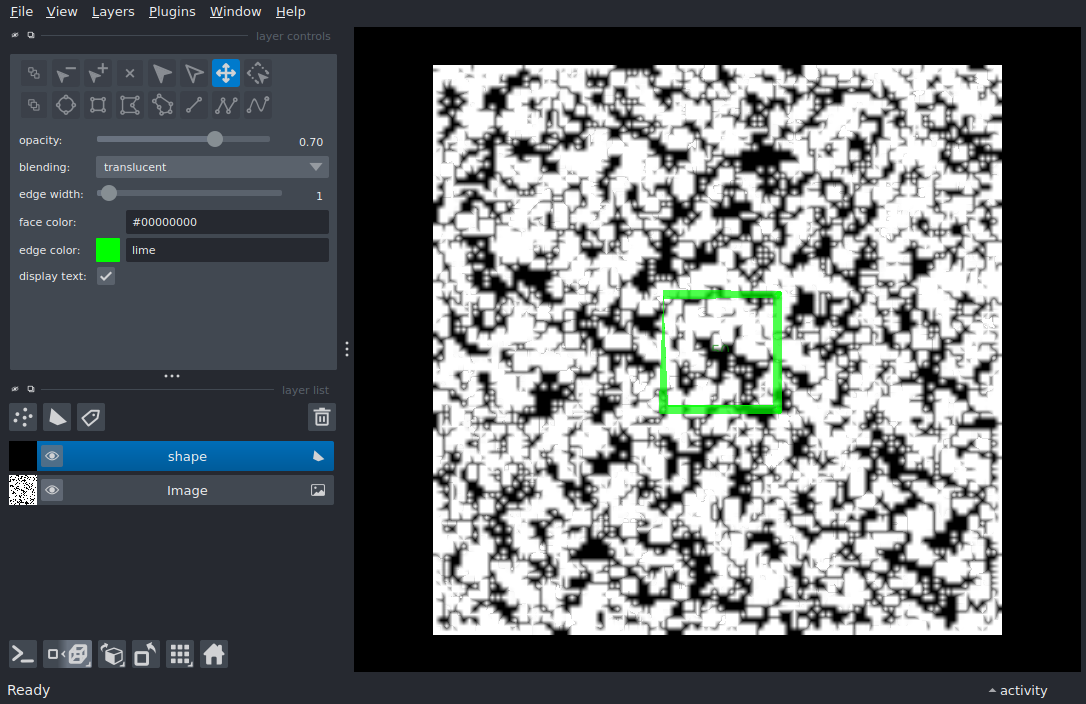 File View Layers Plugins Window Help
layer controls
opacity: 0.70
blending: translucent
edge width: 1
face color: #00000000
edge color: lime
display text:
layer list
shape
Image
Ready
activity